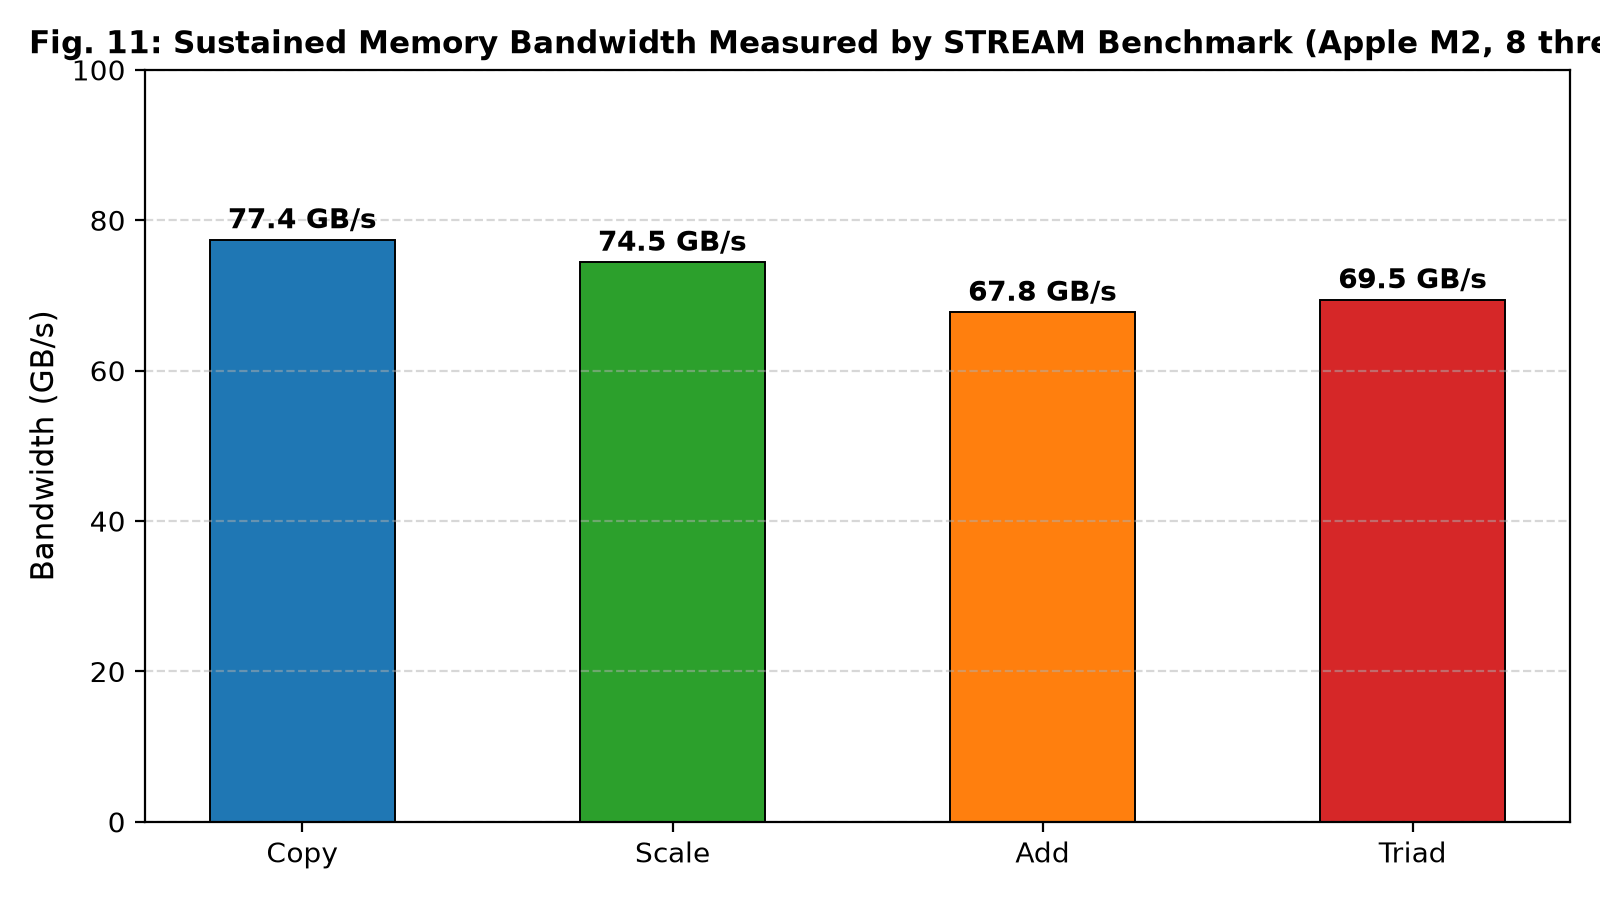 Fig. 11: Sustained Memory Bandwidth Measured by STREAM Benchmark (Apple M2, 8
100
80
60
40
20
0
Bandwidth (GB/s)
77.4 GB/s
74.5 GB/s
67.8 GB/s
69.5 GB/s
Copy
Scale
Add
Triad